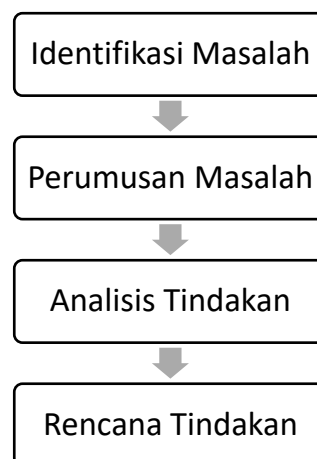 Identifikasi Masalah
Perumusan Masalah
Analisis Tindakan
Rencana Tindakan